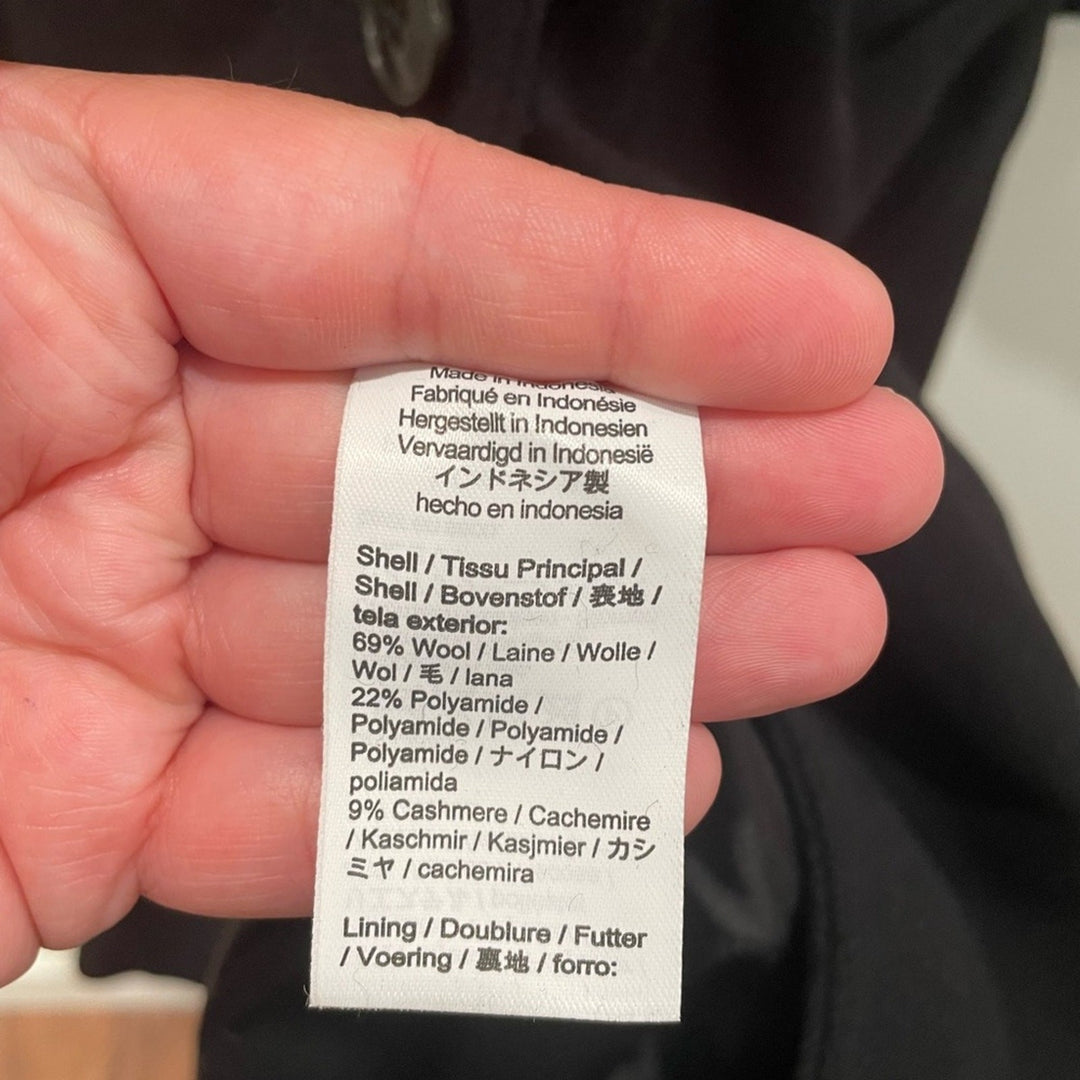 Made in Indonesia
Fabriqué en Indonésie
Hergestellt in Indonesien
Vervaardigd in Indonesië
インドネシア製
hecho en indonesia
Shell / Tissu Principal /
Shell / Bovenstof / 表地 /
tela exterior:
69% Wool / Laine / Wolle /
Wol / 毛 / lana
22% Polyamide /
Polyamide / Polyamide /
Polyamide / ナイロン /
poliamida
9% Cashmere / Cachemire
/ Kaschmir / Kasjmier / カシ
ミヤ / cachemira
Lining / Doublure / Futter
/ Voering / 裏地 / forro: